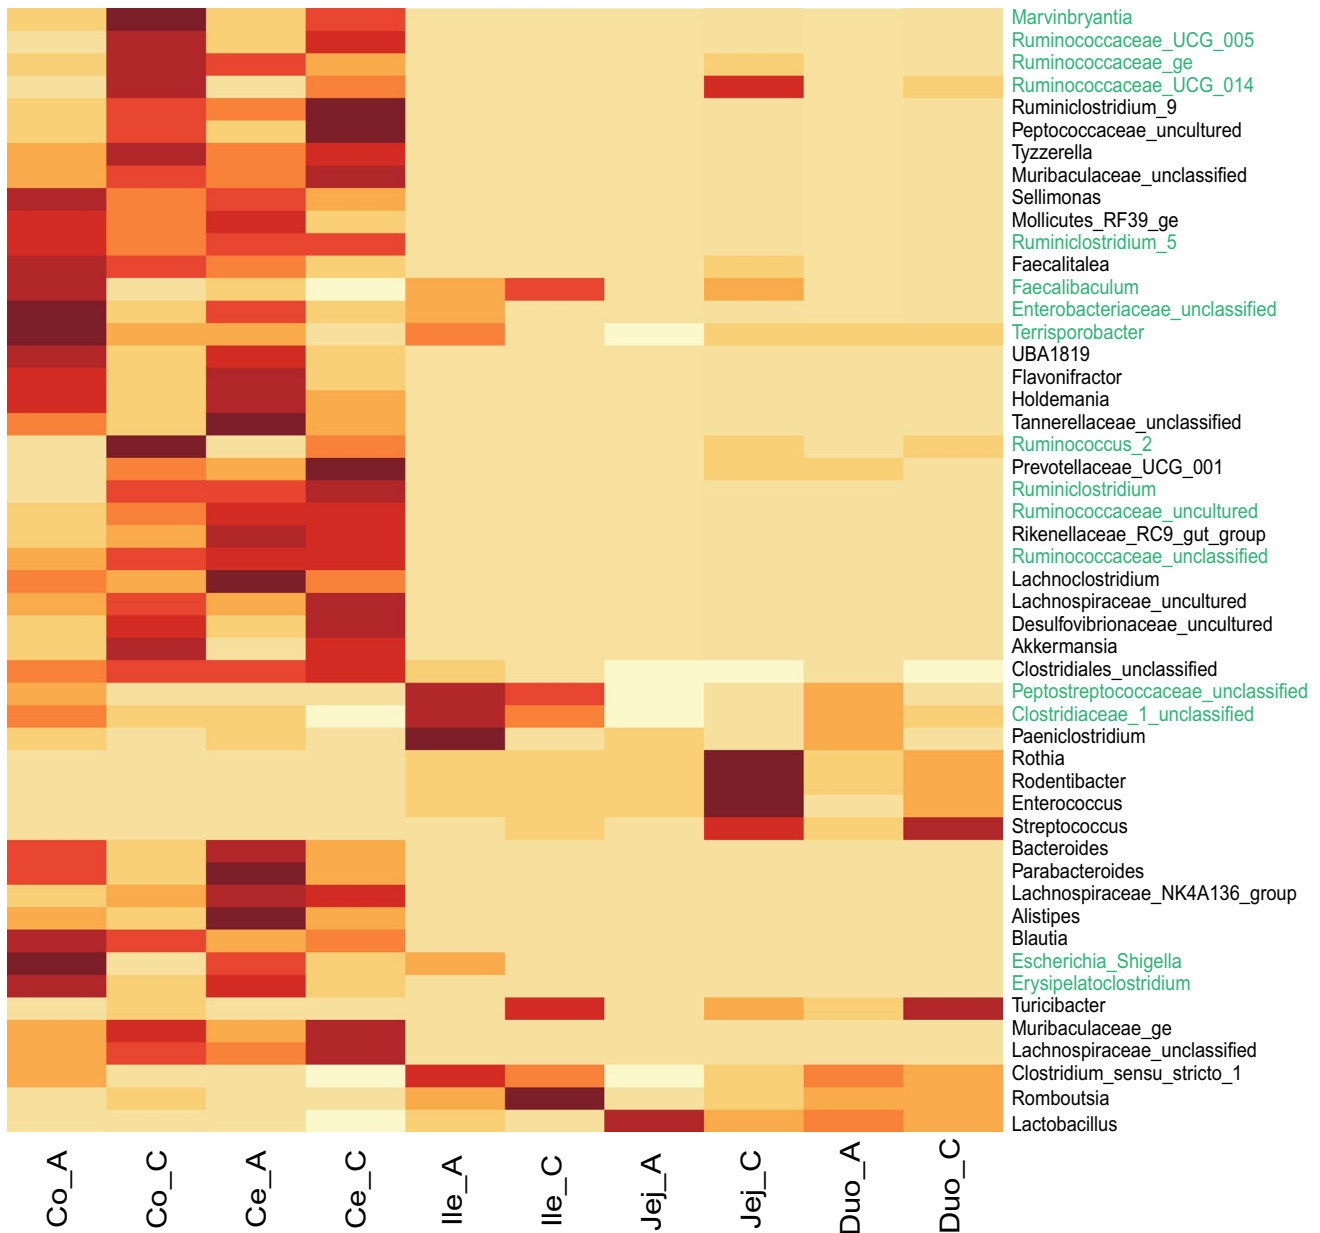 Marvinbryantia
Ruminococcaceae_UCG_005
Ruminococcaceae_ge
Ruminococcaceae_UCG_014
Ruminiclostridium_9
Peptococcaceae_uncultured
Tyzzerella
Muribaculaceae_unclassified
Sellimonas
Mollicutes_RF39_ge
Ruminiclostridium_5
Faecalitalea
Faecalibaculum
Enterobacteriaceae_unclassified
Terrisporobacter
UBA1819
Flavonifractor
Holdemania
Tannerellaceae_unclassified
Ruminococcus_2
Prevotellaceae_UCG_001
Ruminiclostridium
Ruminococcaceae_uncultured
Rikenellaceae_RC9_gut_group
Ruminococcaceae_unclassified
Lachnoclostridium
Lachnospiraceae_uncultured
Desulfovibrionaceae_uncultured
Akkermansia
Clostridiales_unclassified
Peptostreptococcaceae_unclassified
Clostridiaceae_1_unclassified
Paeniclostridium
Rothia
Rodentibacter
Enterococcus
Streptococcus
Bacteroides
Parabacteroides
Lachnospiraceae_NK4A136_group
Alistipes
Blautia
Escherichia_Shigella
Erysipelatoclostridium
Turicibacter
Muribaculaceae_ge
Lachnospiraceae_unclassified
Clostridium_sensu_stricto_1
Romboutsia
Lactobacillus
Co_A
Co_C
Ce_A
Ce_C
Ile_A
Ile_C
Jej_A
Jej_C
Duo_A
Duo_C